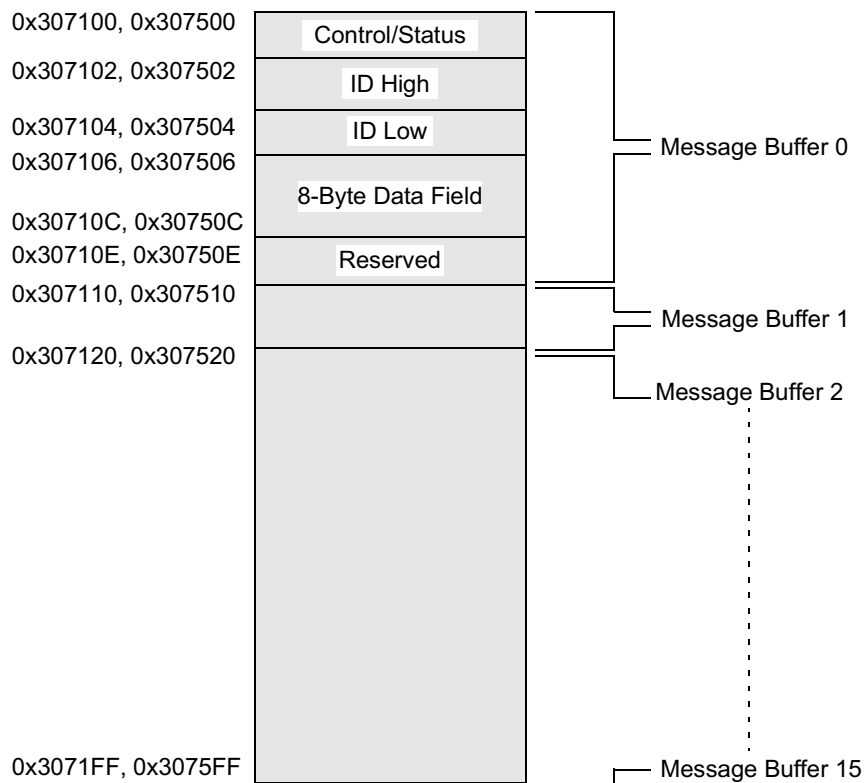 0x307100, 0x307500
Control/Status
0x307102, 0x307502
ID High
0x307104, 0x307504
ID Low
0x307106, 0x307506
Message Buffer 0
8-Byte Data Field
0x30710C, 0x30750C
0x30710E, 0x30750E
Reserved
0x307110, 0x307510
Message Buffer 1
0x307120, 0x307520
Message Buffer 2
0x3071FF, 0x3075FF
Message Buffer 15